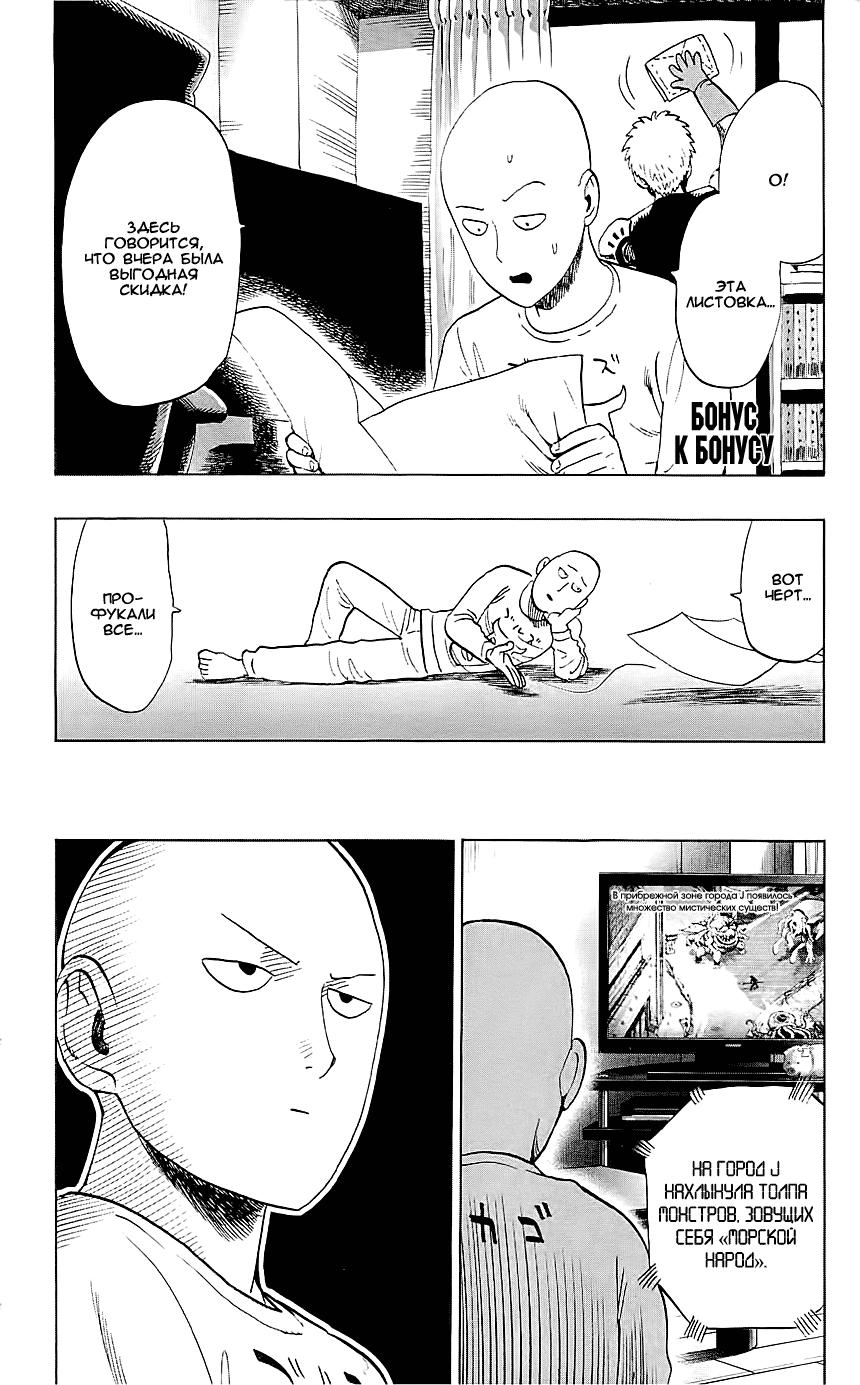 О!
ЭТА
ЛИСТОВКА...
ЗДЕСЬ
ГОВОРИТСЯ,
ЧТО ВЧЕРА БЫЛА
ВЫГОДНАЯ
СКИДКА!
БОНУС
К БОНУСУ
ВОТ
ЧЕРТ...
ПРО-
ФУКАЛИ
ВСЕ...
В прибрежной зоне города J появилось
множество мистических существ!
НА ГОРОД J
НАХЛЫНУЛА ТОЛПА
МОНСТРОВ, ЗОВУЩИХ
СЕБЯ «МОРСКОЙ
НАРОД».